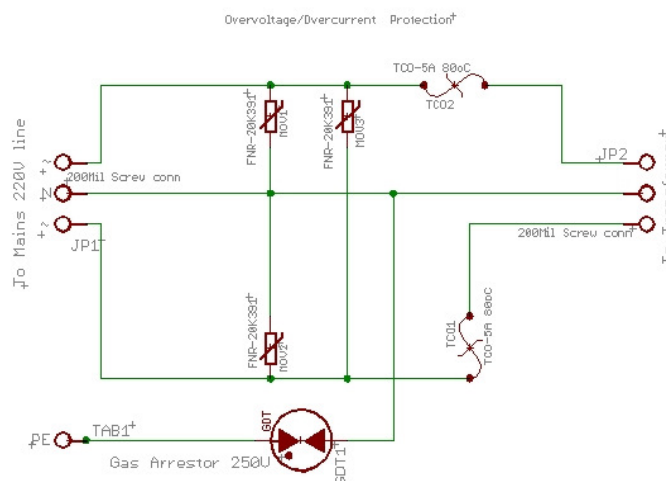 Overvoltage/Overcurrent Protection
TCO-5A 80oC
TCO2
FNR-20K391
MOV1
FNR-20K391
MOV3
~
200Mil Screw conn
N
~
JP1
To Mains 220V line
JP2
200Mil Screw conn
FNR-20K391
MOV2
TCO1
TCO-5A 80oC
GDT
PE
TAB1
Gas Arrestor 250V
GDT1